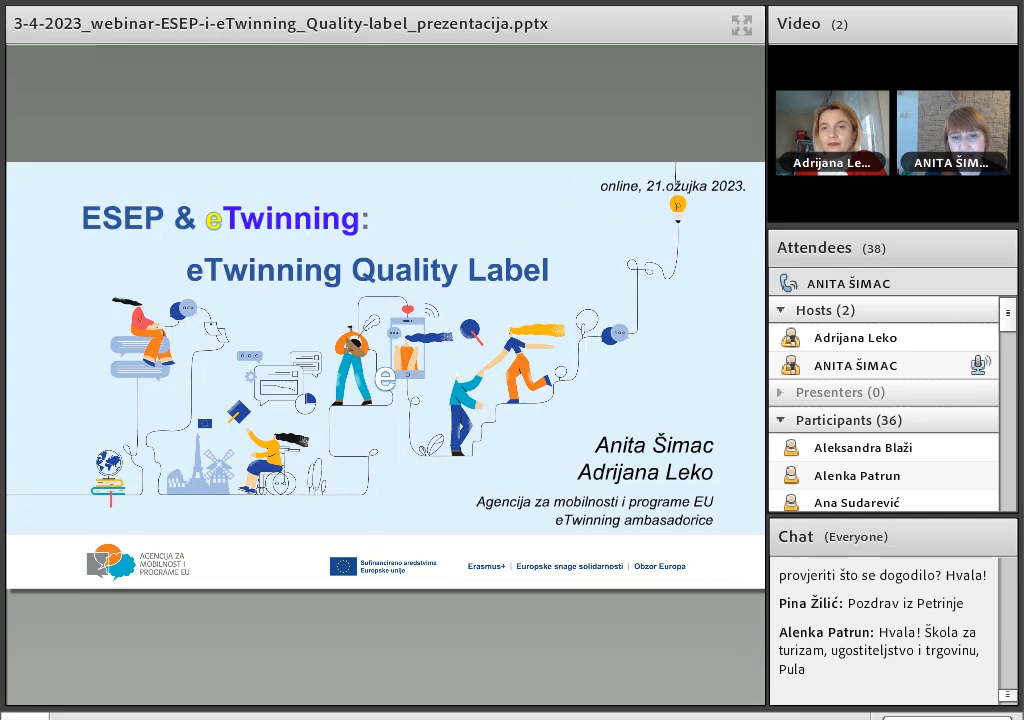 3-4-2023_webinar-ESEP-i-eTwinning_Quality-label_prezentacija.pptx
online, 21.ožujka 2023.
ESEP & eTwinning:
eTwinning Quality Label
e
Anita Šimac
Adrijana Leko
Agencija za mobilnosti i programe EU
eTwinning ambasadorice
AGENCIJA ZA
MOBILNOST I
PROGRAME EU
Sufinancirano sredstvima
Europske unije
Erasmus+ | Europske snage solidarnosti | Obzor Europa
Video (2)
Adrijana Le...
ANITA ŠIM...
Attendees (38)
ANITA ŠIMAC
Hosts (2)
Adrijana Leko
ANITA ŠIMAC
Presenters (0)
Participants (36)
Aleksandra Blaži
Alenka Patrun
Ana Sudarević
Chat (Everyone)
provjeriti što se dogodilo? Hvala!
Pina Žilić: Pozdrav iz Petrinje
Alenka Patrun: Hvala! Škola za
turizam, ugostiteljstvo i trgovinu,
Pula